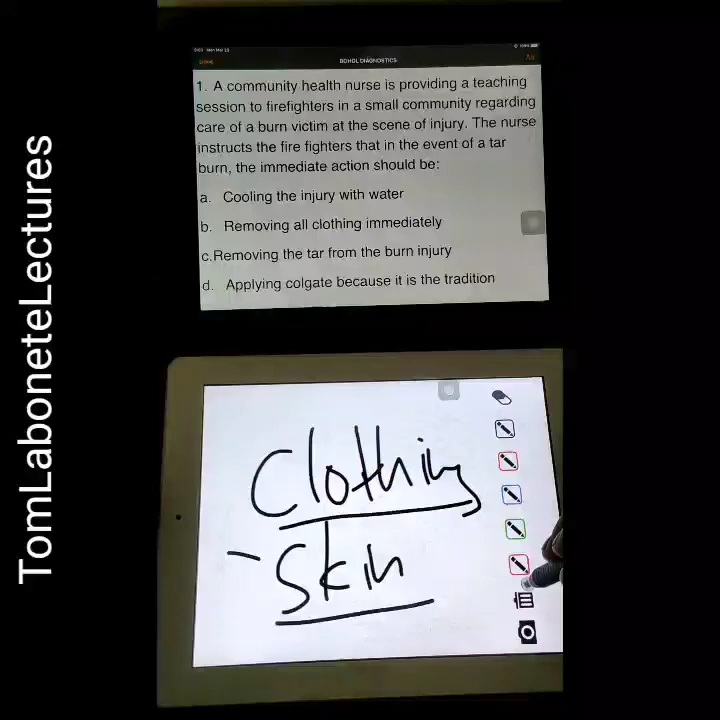 TomLaboneteLectures
BOHOL DIAGNOSTICS
1. A community health nurse is providing a teaching
session to firefighters in a small community regarding
care of a burn victim at the scene of injury. The nurse
instructs the fire fighters that in the event of a tar
burn, the immediate action should be:
a. Cooling the injury with water
b. Removing all clothing immediately
c.Removing the tar from the burn injury
d. Applying colgate because it is the tradition
Clothing
- Skin